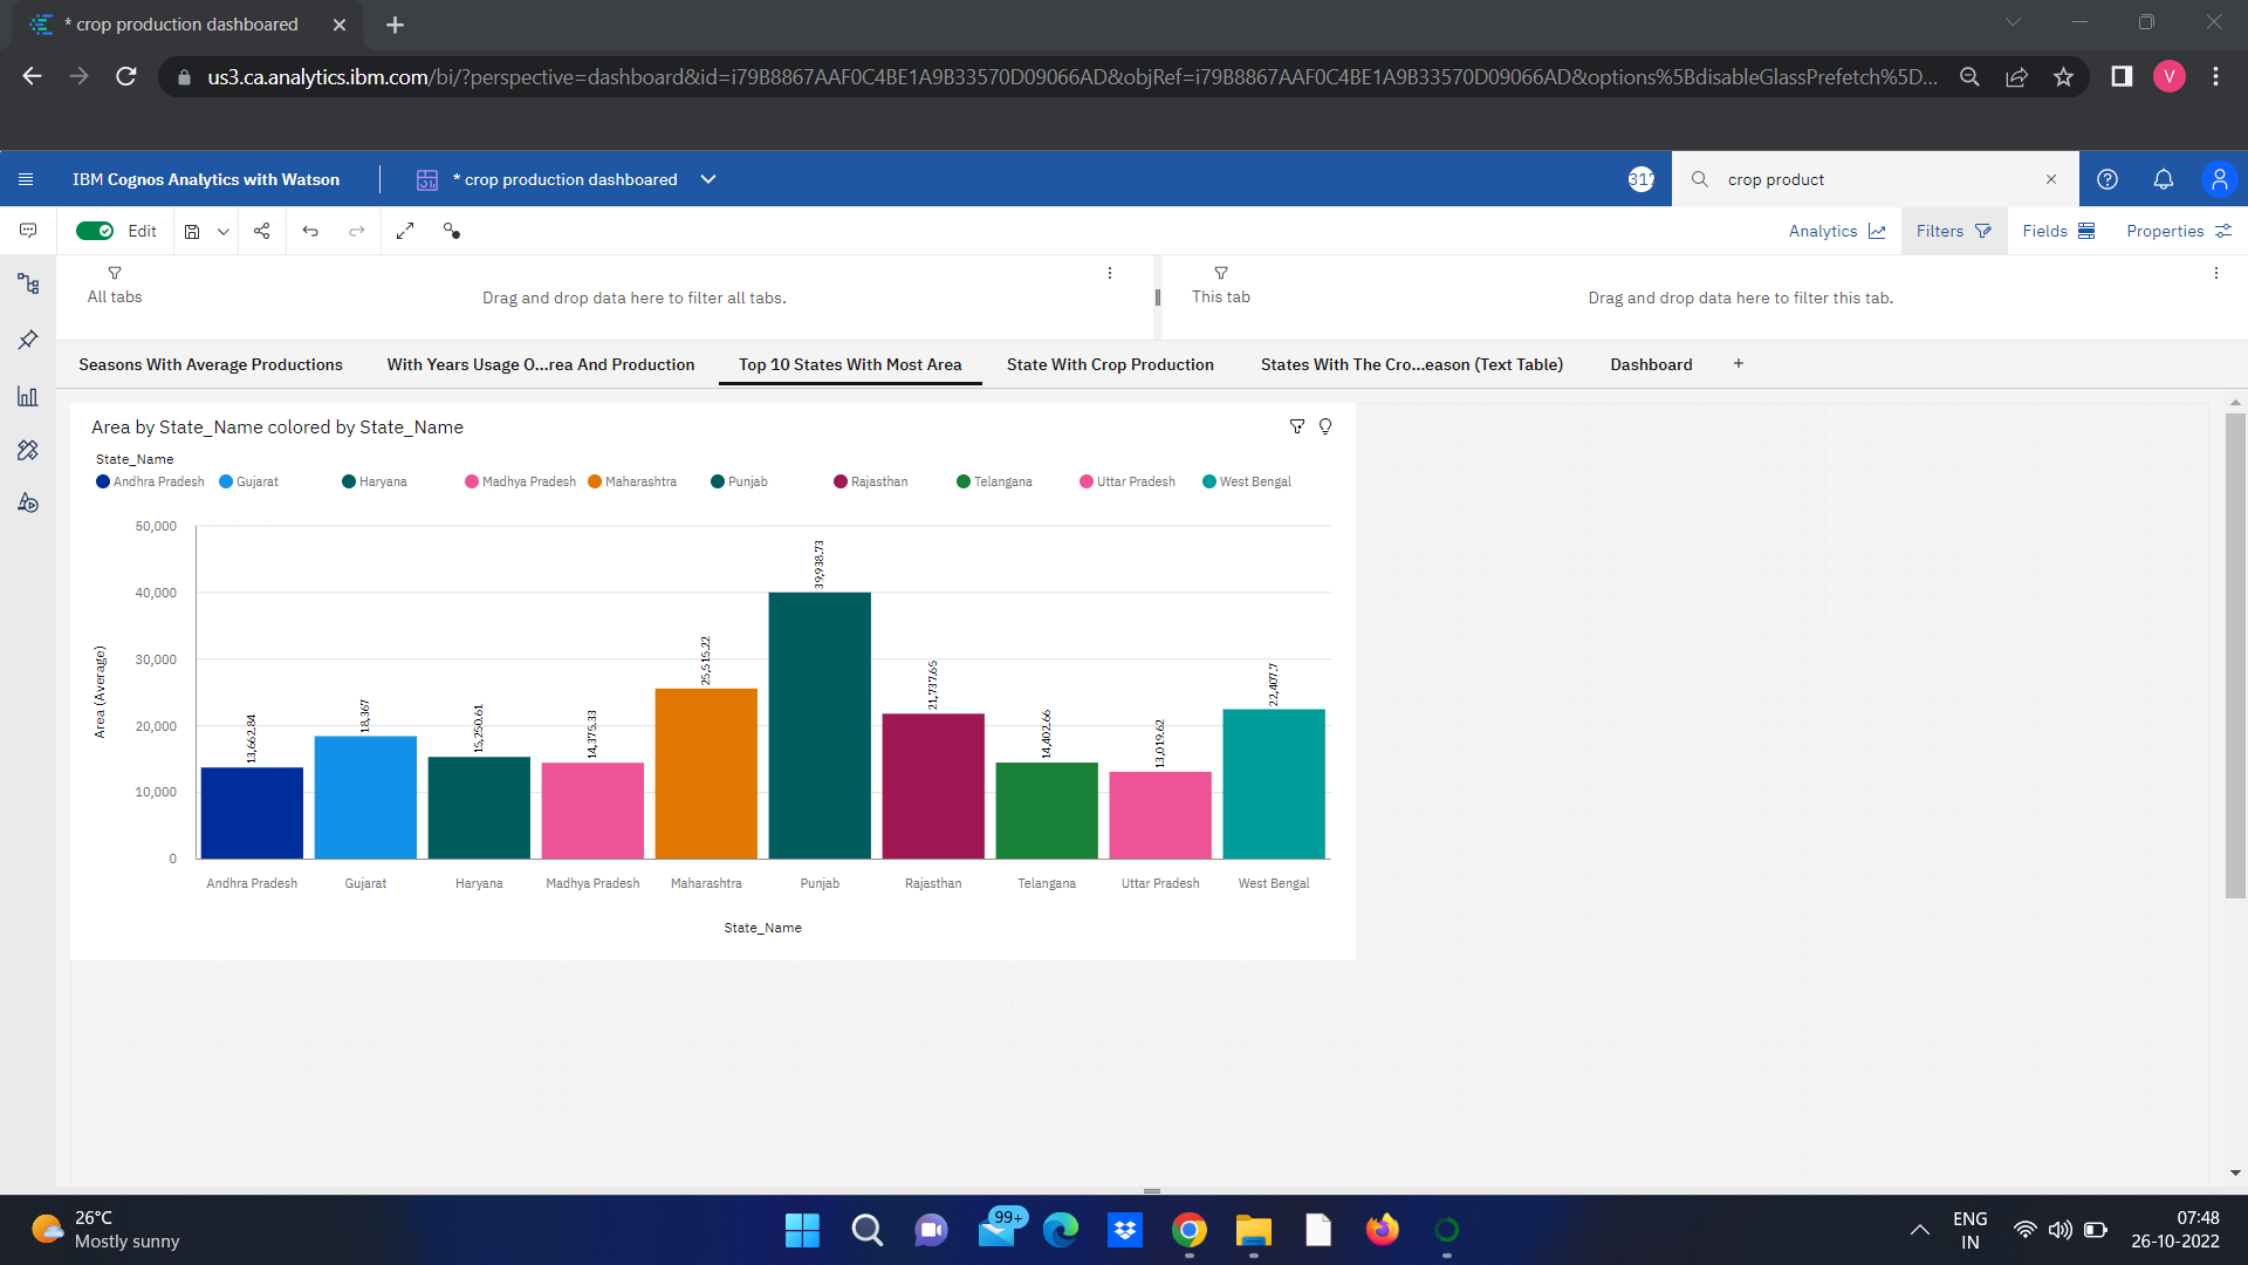 * crop production dashboared
us3.ca.analytics.ibm.com/bi/?perspective=dashboard&id=i79B8867AAF0C4BE1A9B33570D09066AD&objRef=i79B8867AAF0C4BE1A9B33570D09066AD&options%5BdisableGlassPrefetch%5D...
V
IBM Cognos Analytics with Watson
* crop production dashboared
crop product
Edit
Analytics
Filters
Fields
Properties
All tabs
Drag and drop data here to filter all tabs.
This tab
Drag and drop data here to filter this tab.
Seasons With Average Productions
With Years Usage O...rea And Production
Top 10 States With Most Area
State With Crop Production
States With The Cro...eason (Text Table)
Dashboard
Area by State_Name colored by State_Name
State_Name
Andhra Pradesh
Gujarat
Haryana
Madhya Pradesh
Maharashtra
Punjab
Rajasthan
Telangana
Uttar Pradesh
West Bengal
Area (Average)
50,000
40,000
30,000
20,000
10,000
0
13,662.84
18,367
15,250.61
14,375.33
25,515.22
39,938.73
21,737.65
14,402.66
13,019.62
22,407.7
Andhra Pradesh
Gujarat
Haryana
Madhya Pradesh
Maharashtra
Punjab
Rajasthan
Telangana
Uttar Pradesh
West Bengal
State_Name
26°C
Mostly sunny
99+
ENG
IN
07:48
26-10-2022